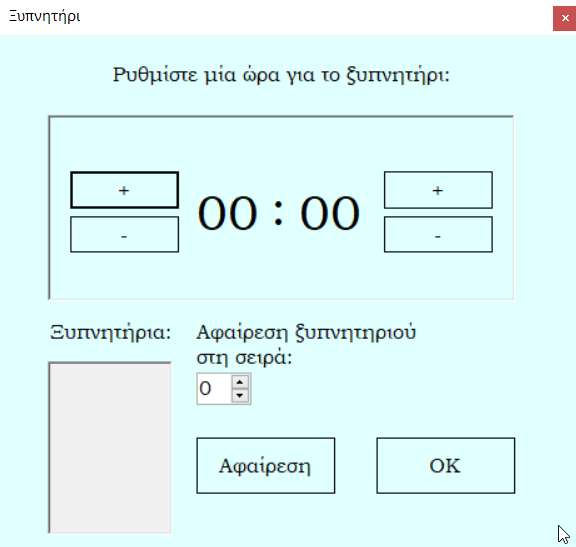 Ξυπνητήρι
Ρυθμίστε μία ώρα για το ξυπνητήρι:
+
-
00 : 00
+
-
Ξυπνητήρια:
Αφαίρεση ξυπνητηριού
στη σειρά:
0
Αφαίρεση
OK